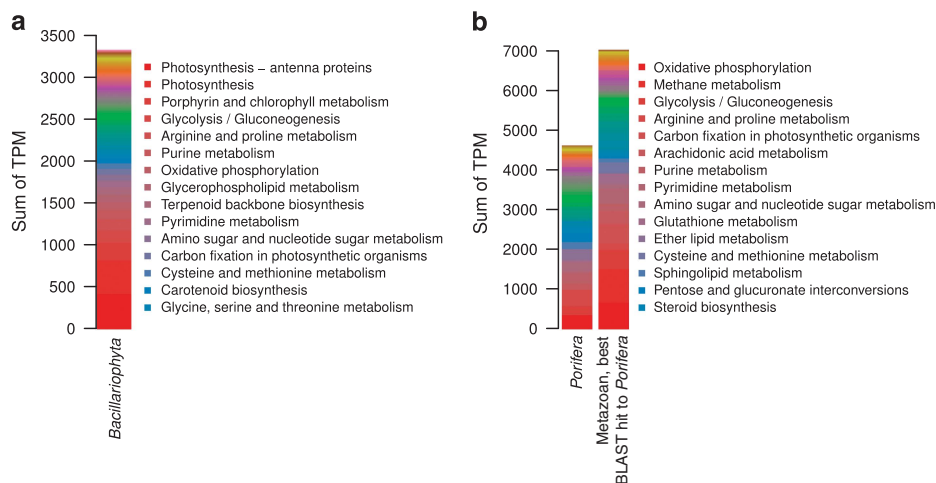 a
Sum of TPM
3500
3000
2500
2000
1500
1000
500
0
Photosynthesis – antenna proteins
Photosynthesis
Porphyrin and chlorophyll metabolism
Glycolysis / Gluconeogenesis
Arginine and proline metabolism
Purine metabolism
Oxidative phosphorylation
Glycerophospholipid metabolism
Terpenoid backbone biosynthesis
Pyrimidine metabolism
Amino sugar and nucleotide sugar metabolism
Carbon fixation in photosynthetic organisms
Cysteine and methionine metabolism
Carotenoid biosynthesis
Glycine, serine and threonine metabolism
Bacillariophyta
b
Sum of TPM
7000
6000
5000
4000
3000
2000
1000
0
Oxidative phosphorylation
Methane metabolism
Glycolysis / Gluconeogenesis
Arginine and proline metabolism
Carbon fixation in photosynthetic organisms
Arachidonic acid metabolism
Purine metabolism
Pyrimidine metabolism
Amino sugar and nucleotide sugar metabolism
Glutathione metabolism
Ether lipid metabolism
Cysteine and methionine metabolism
Sphingolipid metabolism
Pentose and glucuronate interconversions
Steroid biosynthesis
Porifera
Metazoan, best
BLAST hit to Porifera